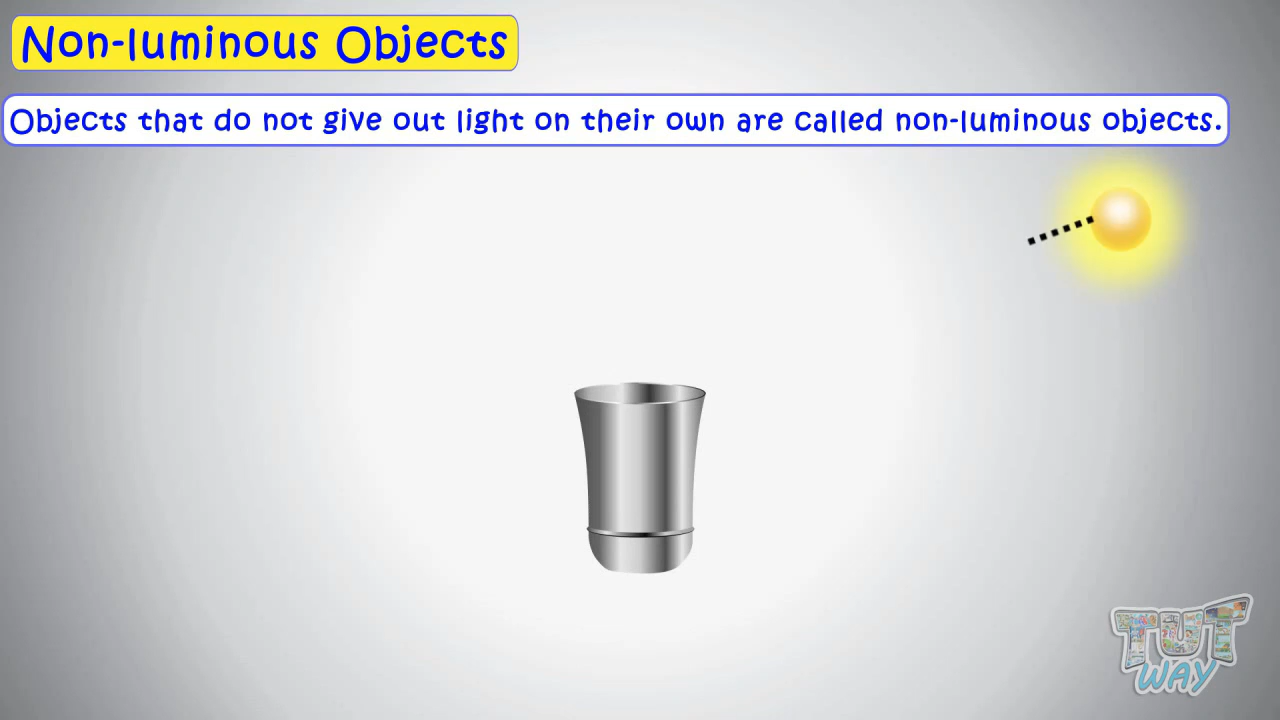 Non-luminous Objects
Objects that do not give out light on their own are called non-luminous objects.
TUT
WAY